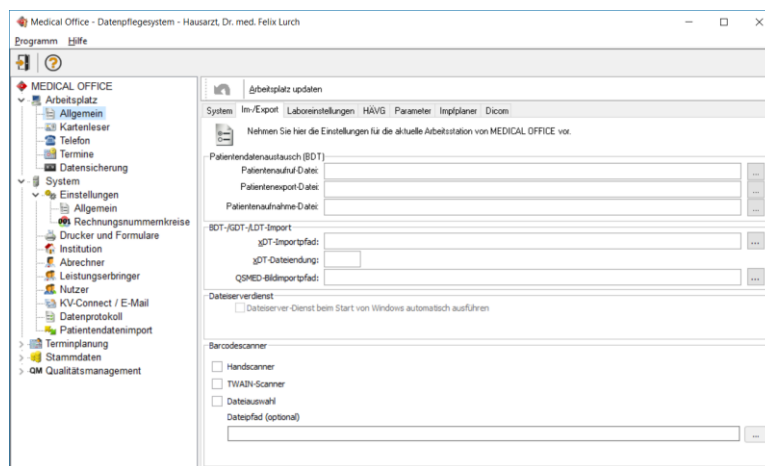 Medical Office - Datenpflegesystem - Hausarzt, Dr. med. Felix Lurch
Programm Hilfe
MEDICAL OFFICE
Arbeitsplatz
Allgemein
Kartenleser
Telefon
Termine
Datensicherung
System
Einstellungen
Allgemein
Rechnungsnummernkreise
Drucker und Formulare
Institution
Abrechner
Leistungserbringer
Nutzer
KV-Connect / E-Mail
Datenprotokoll
Patientendatenimport
Terminplanung
Stammdaten
QM Qualitätsmanagement
Arbeitsplatz updaten
System Im-/Export Laboreinstellungen HÄVG Parameter Impfplaner Dicom
Nehmen Sie hier die Einstellungen für die aktuelle Arbeitsstation von MEDICAL OFFICE vor.
Patientendatenaustausch (BDT)
Patientenaufruf-Datei: ...
Patientenexport-Datei: ...
Patientenaufnahme-Datei: ...
BDT-/GDT-/LDT-Import
xDT-Importpfad: ...
xDT-Dateiendung:
QSMED-Bildimportpfad: ...
Dateiserverdienst
Dateiserver-Dienst beim Start von Windows automatisch ausführen
Barcodescanner
Handscanner
TWAIN-Scanner
Dateiauswahl
Dateipfad (optional)
...